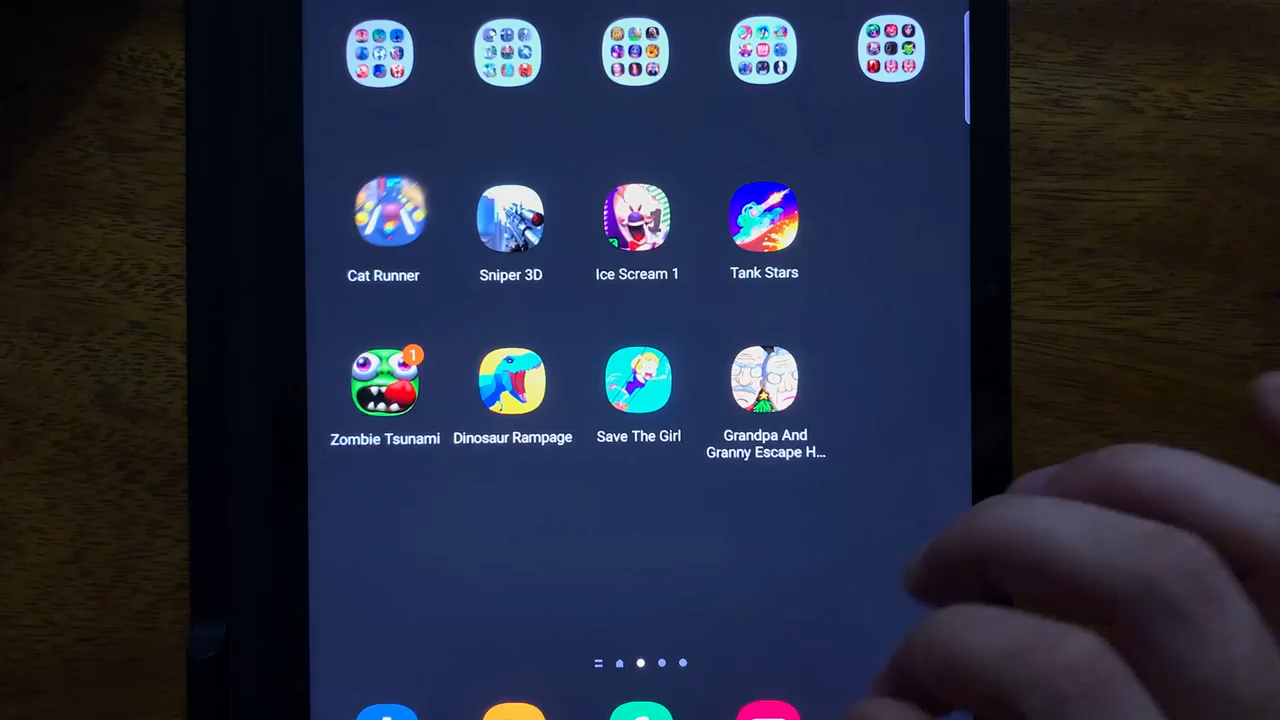 Cat Runner
Sniper 3D
Ice Scream 1
Tank Stars
1
Zombie Tsunami
Dinosaur Rampage
Save The Girl
Grandpa And
Granny Escape H...